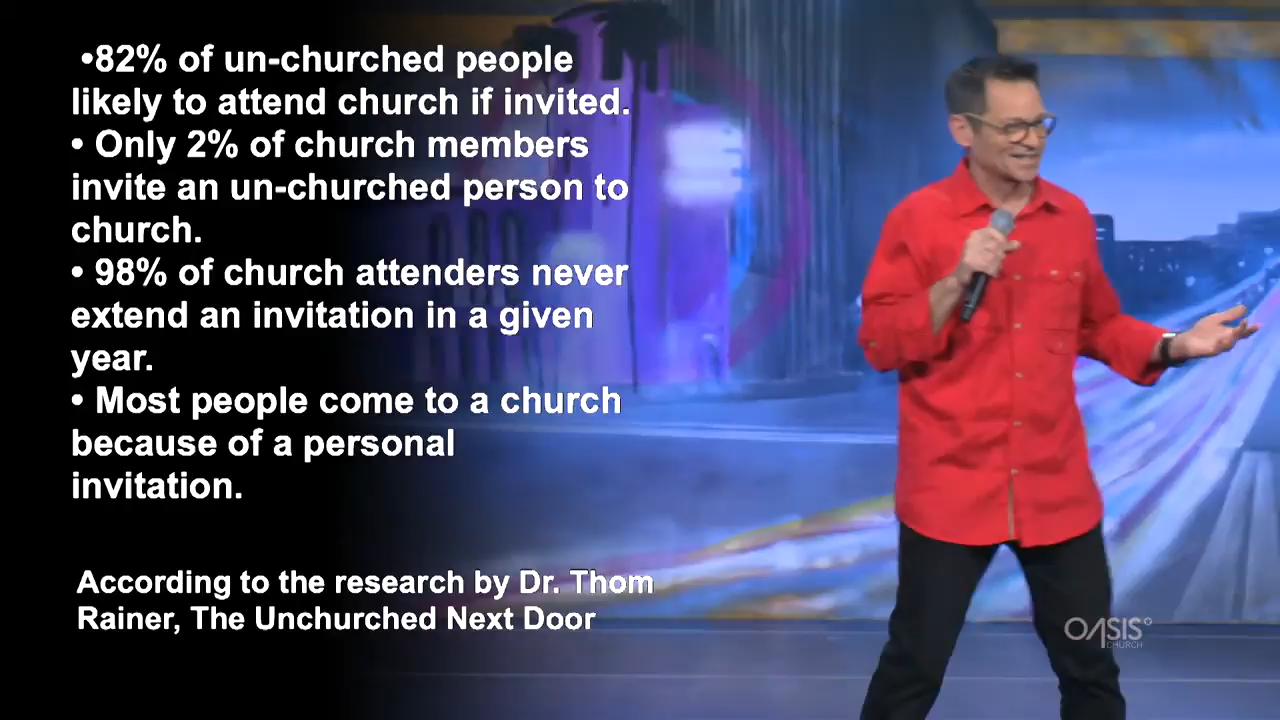 •82% of un-churched people
likely to attend church if invited.
• Only 2% of church members
invite an un-churched person to
church.
• 98% of church attenders never
extend an invitation in a given
year.
• Most people come to a church
because of a personal
invitation.
According to the research by Dr. Thom
Rainer, The Unchurched Next Door
OASIS
CHURCH